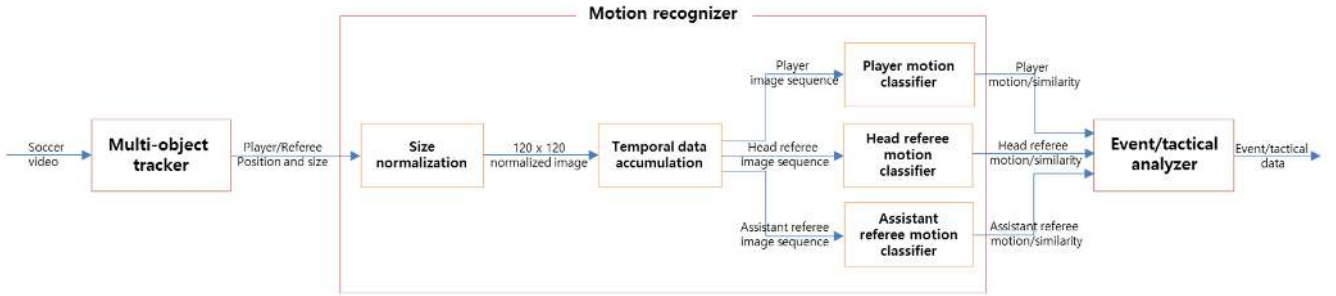 Motion recognizer
Soccer
video
Multi-object
tracker
Player/Referee
Position and size
Size
normalization
120 x 120
normalized image
Temporal data
accumulation
Player
image sequence
Head referee
image sequence
Assistant referee
image sequence
Player motion
classifier
Head referee
motion
classifier
Assistant
referee motion
classifier
Player
motion/similarity
Head referee
motion/similarity
Assistant referee
motion/similarity
Event/tactical
analyzer
Event/tactical
data